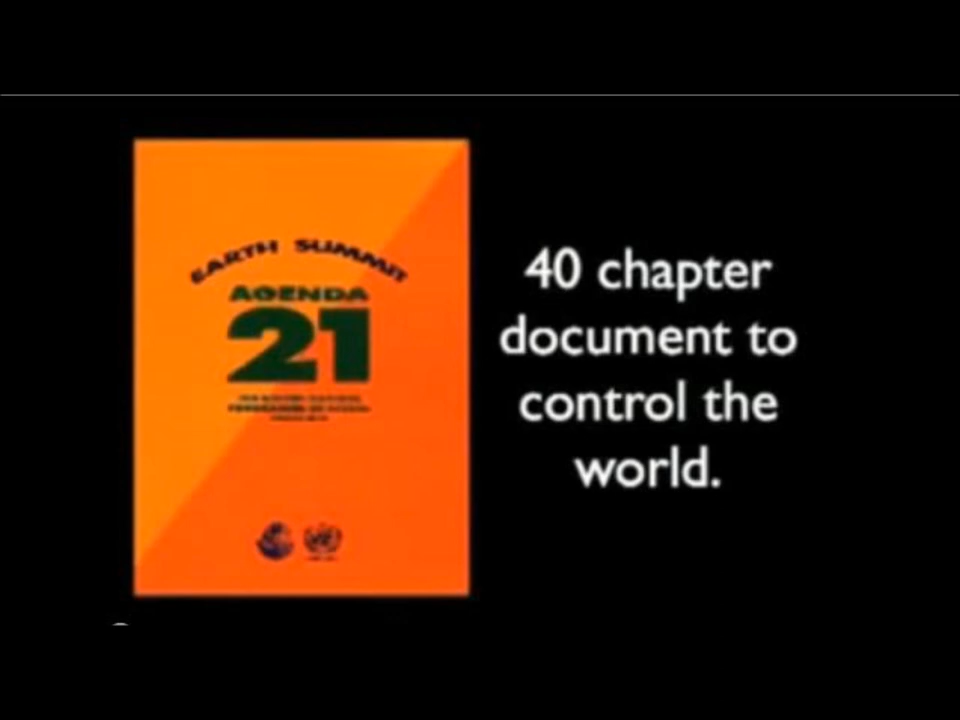 EARTH SUMMIT
AGENDA
21
40 chapter
document to
control the
world.